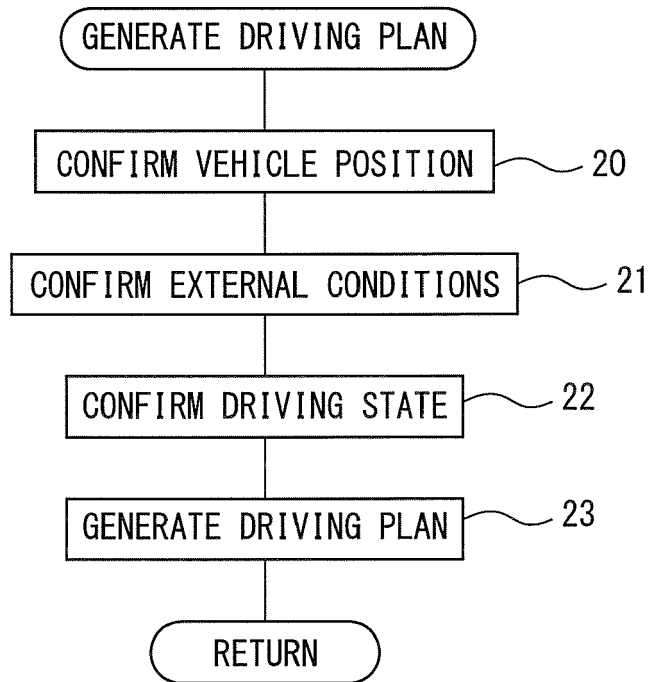 GENERATE DRIVING PLAN
CONFIRM VEHICLE POSITION 20
CONFIRM EXTERNAL CONDITIONS 21
CONFIRM DRIVING STATE 22
GENERATE DRIVING PLAN 23
RETURN